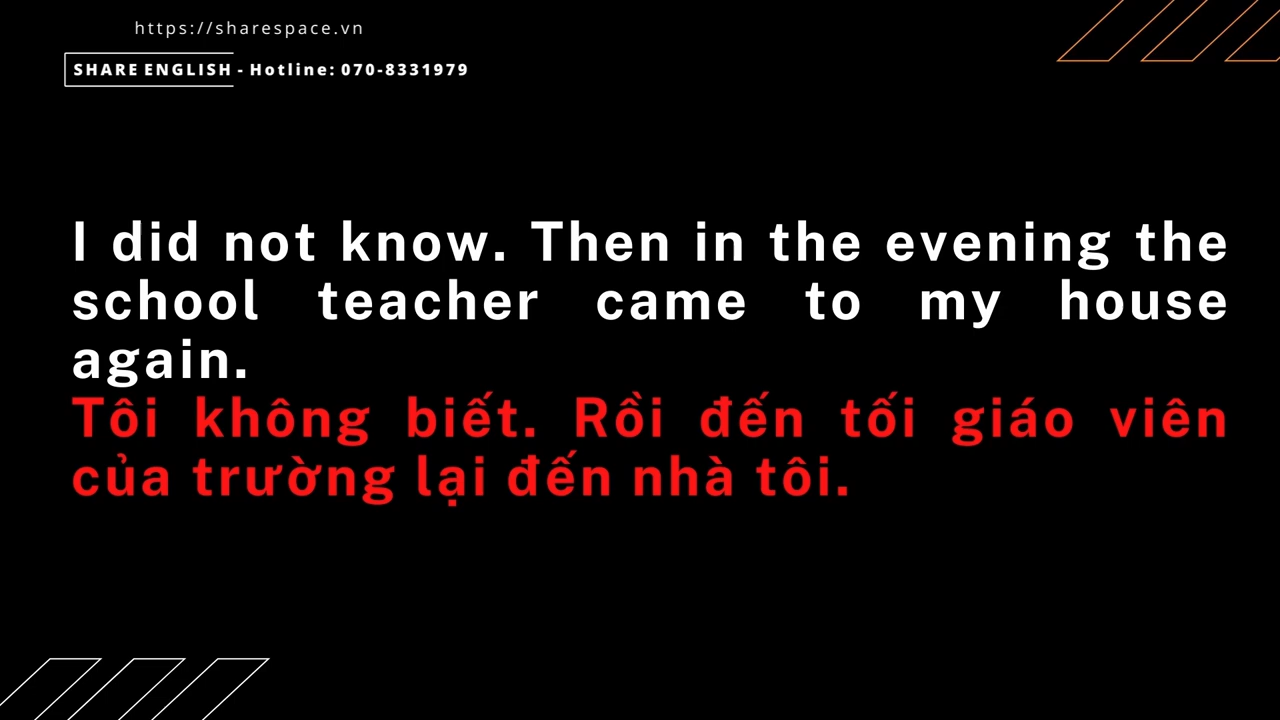 https://sharespace.vn
SHARE ENGLISH - Hotline: 070-8331979
I did not know. Then in the evening the
school teacher came to my house
again.
Tôi không biết. Rồi đến tối giáo viên
của trường lại đến nhà tôi.